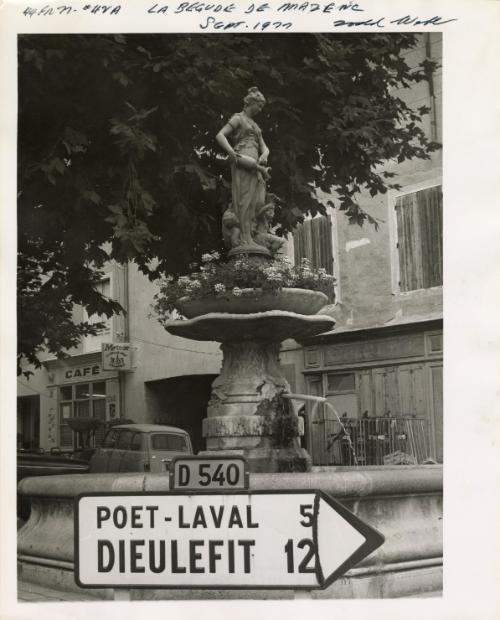 LA BEGUDE DE MAZENC
SEPT. 1977
CAFÉ
D 540
POET-LAVAL 5
DIEULEFIT 12